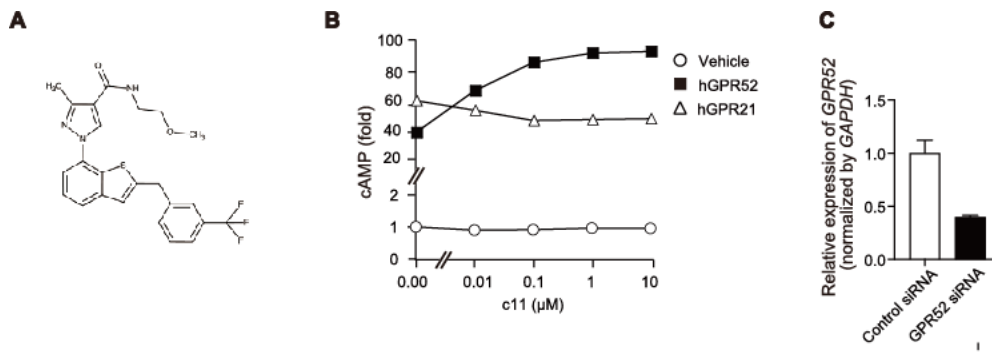 A
B
C
H₃C
O
NH
O
CH₃
N
N
S
F
F
F
cAMP (fold)
100
80
60
40
20
2
1
0
0.00
0.01
0.1
1
10
c11 (µM)
Vehicle
hGPR52
hGPR21
Relative expression of GPR52
(normalized by GAPDH)
1.5
1.0
0.5
0.0
Control siRNA
GPR52 siRNA